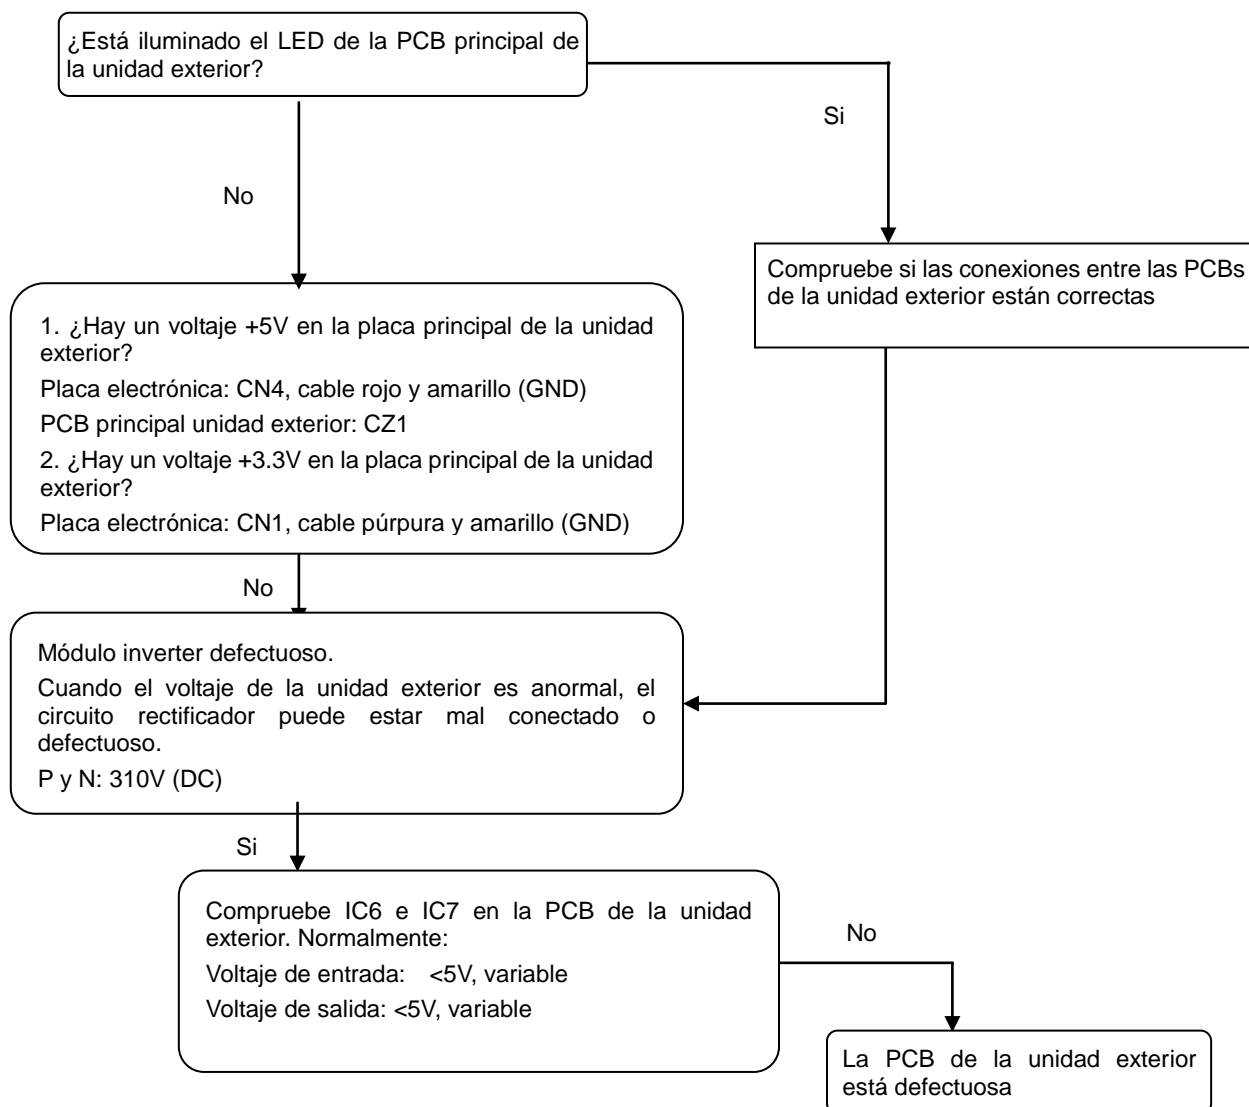 ¿Está iluminado el LED de la PCB principal de
la unidad exterior?
Si
No
Compruebe si las conexiones entre las PCBs
de la unidad exterior están correctas
1. ¿Hay un voltaje +5V en la placa principal de la unidad
exterior?
Placa electrónica: CN4, cable rojo y amarillo (GND)
PCB principal unidad exterior: CZ1
2. ¿Hay un voltaje +3.3V en la placa principal de la unidad
exterior?
Placa electrónica: CN1, cable púrpura y amarillo (GND)
No
Módulo inverter defectuoso.
Cuando el voltaje de la unidad exterior es anormal, el
circuito rectificador puede estar mal conectado o
defectuoso.
P y N: 310V (DC)
Si
Compruebe IC6 e IC7 en la PCB de la unidad
exterior. Normalmente:
Voltaje de entrada: <5V, variable
Voltaje de salida: <5V, variable
No
La PCB de la unidad exterior
está defectuosa